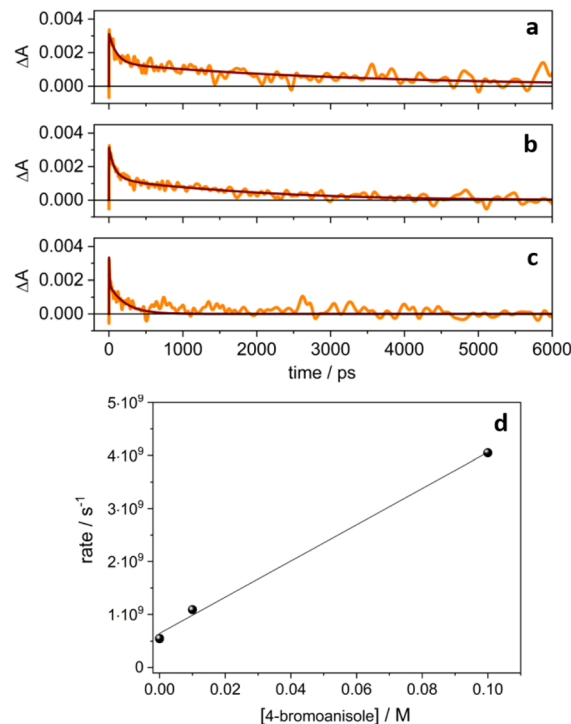 0.004
0.002
0.000
ΔA
a
0.004
0.002
0.000
ΔA
b
0.004
0.002
0.000
ΔA
c
0 1000 2000 3000 4000 5000 6000
time / ps
5·10⁹
4·10⁹
3·10⁹
2·10⁹
1·10⁹
0
rate / s⁻¹
d
0.00 0.02 0.04 0.06 0.08 0.10
[4-bromoanisole] / M